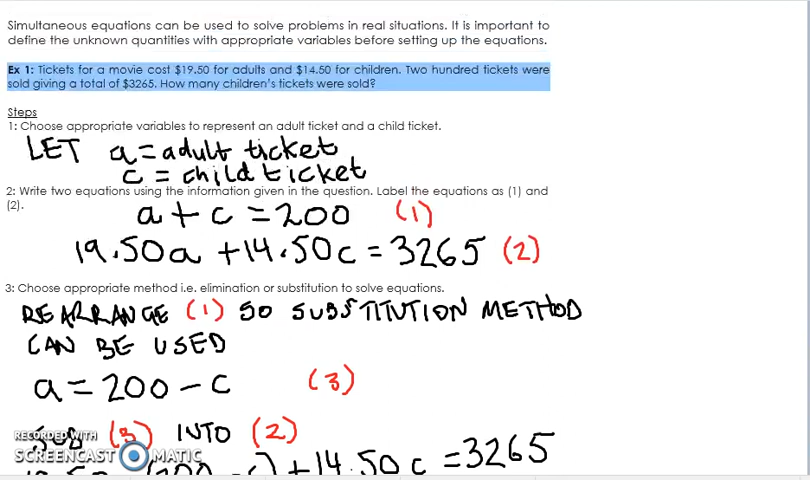 Simultaneous equations can be used to solve problems in real situations. It is important to
define the unknown quantities with appropriate variables before setting up the equations.
Ex 1: Tickets for a movie cost $19.50 for adults and $14.50 for children. Two hundred tickets were
sold giving a total of $3265. How many children's tickets were sold?
Steps
1: Choose appropriate variables to represent an adult ticket and a child ticket.
LET a = adult ticket
c = child ticket
2: Write two equations using the information given in the question. Label the equations as (1) and
(2).
a + c = 200 (1)
19.50a + 14.50c = 3265 (2)
3: Choose appropriate method i.e. elimination or substitution to solve equations.
REARRANGE (1) SO SUBSTITUTION METHOD
CAN BE USED
a = 200 - c (3)
SUB (3) INTO (2)
RECORDED WITH
SCREENCAST MATIC
(200 - c) + 14.50c = 3265